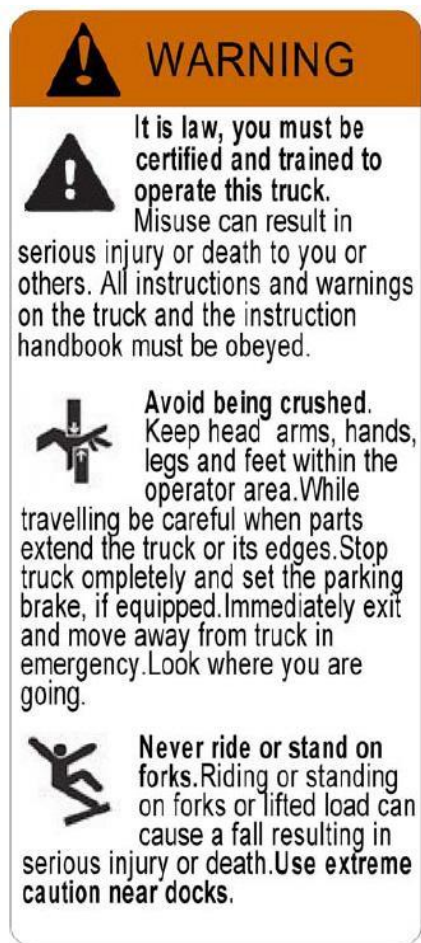 WARNING
It is law, you must be
certified and trained to
operate this truck.
Misuse can result in
serious injury or death to you or
others. All instructions and warnings
on the truck and the instruction
handbook must be obeyed.
Avoid being crushed.
Keep head arms, hands,
legs and feet within the
operator area.While
travelling be careful when parts
extend the truck or its edges.Stop
truck ompletely and set the parking
brake, if equipped.Immediately exit
and move away from truck in
emergency.Look where you are
going.
Never ride or stand on
forks.Riding or standing
on forks or lifted load can
cause a fall resulting in
serious injury or death.Use extreme
caution near docks.